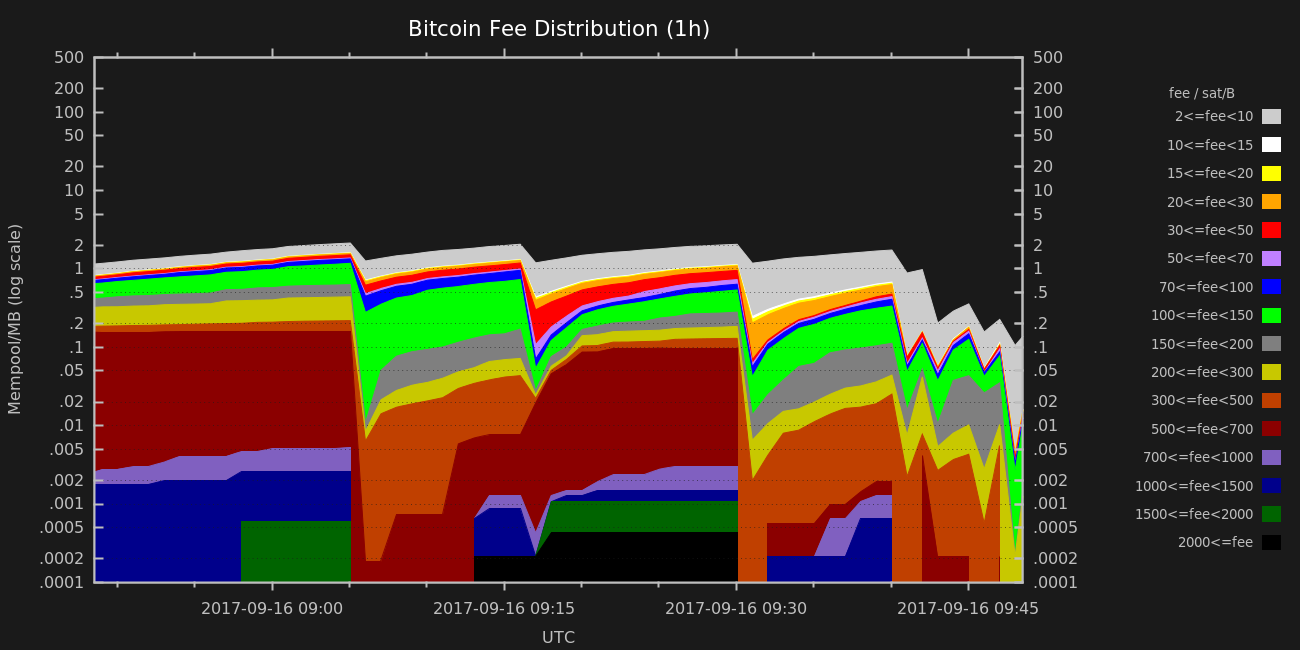 Bitcoin Fee Distribution (1h)
500
200
100
50
20
10
5
2
1
.5
.2
.1
.05
.02
.01
.005
.002
.001
.0005
.0002
.0001
Mempool/MB (log scale)
500
200
100
50
20
10
5
2
1
.5
.2
.1
.05
.02
.01
.005
.002
.001
.0005
.0002
.0001
2017-09-16 09:00 2017-09-16 09:15 2017-09-16 09:30 2017-09-16 09:45
UTC
fee / sat/B
2<=fee<10
10<=fee<15
15<=fee<20
20<=fee<30
30<=fee<50
50<=fee<70
70<=fee<100
100<=fee<150
150<=fee<200
200<=fee<300
300<=fee<500
500<=fee<700
700<=fee<1000
1000<=fee<1500
1500<=fee<2000
2000<=fee